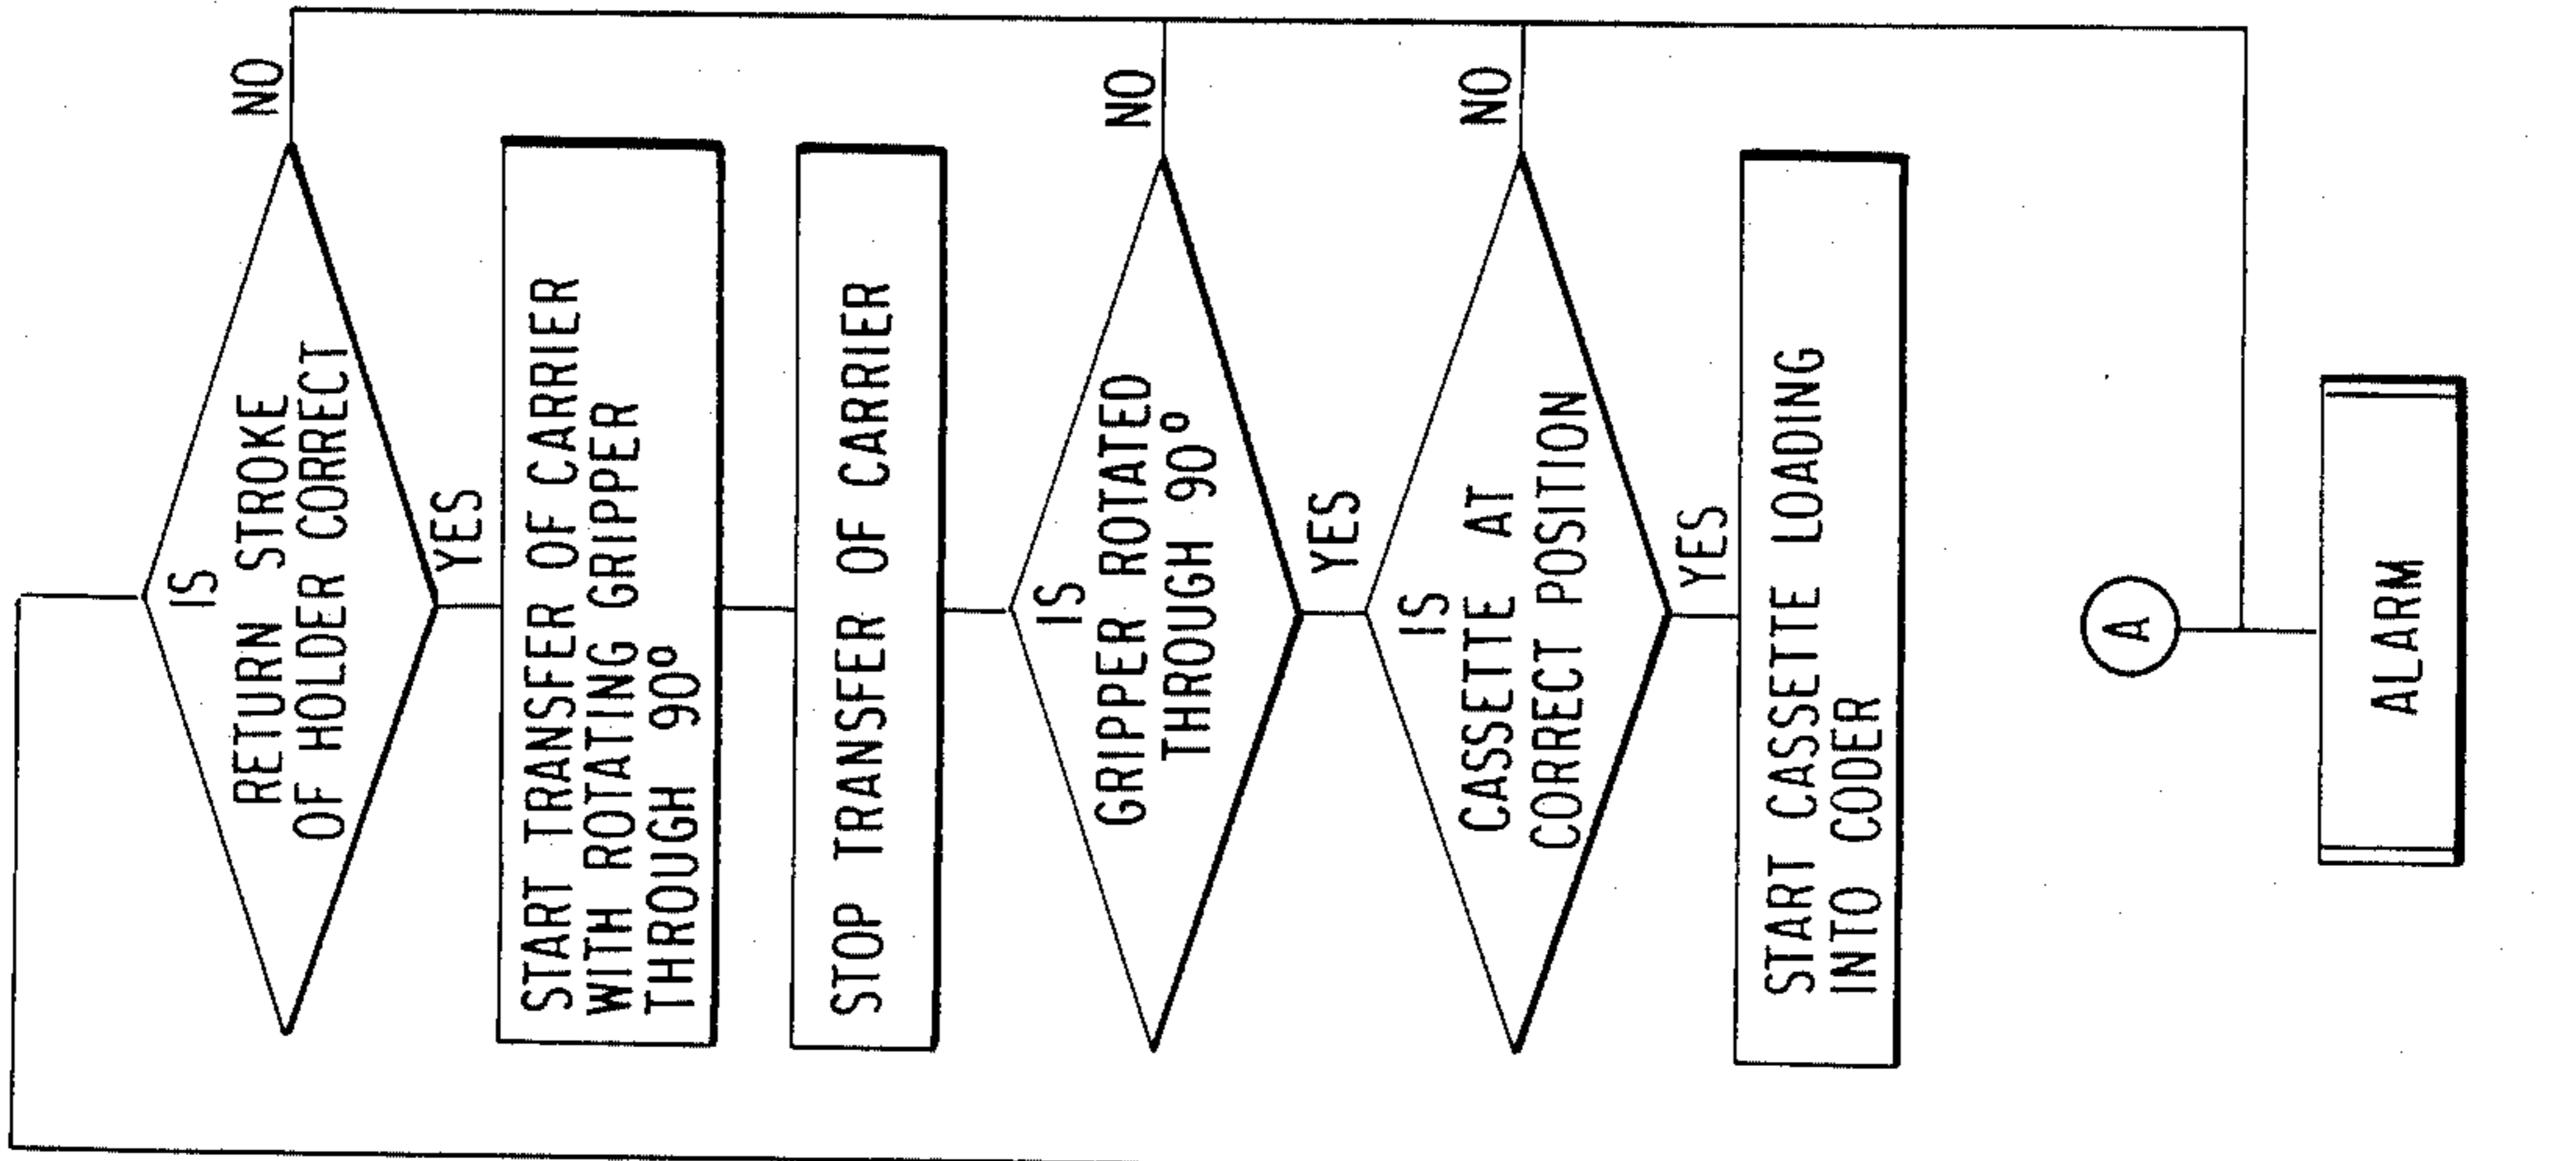 IS
RETURN STROKE
OF HOLDER CORRECT
NO
YES
START TRANSFER OF CARRIER
WITH ROTATING GRIPPER
THROUGH 90°
STOP TRANSFER OF CARRIER
IS
GRIPPER ROTATED
THROUGH 90°
NO
YES
IS
CASSETTE AT
CORRECT POSITION
NO
YES
START CASSETTE LOADING
INTO CODER
A
ALARM